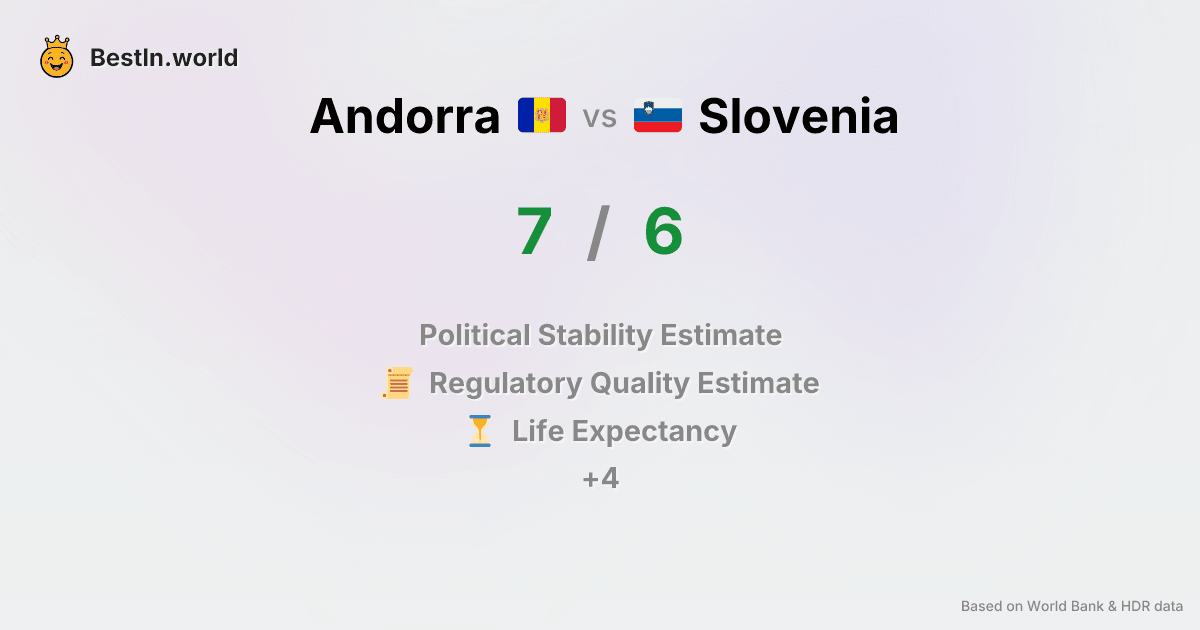 BestIn.world
Andorra vs Slovenia
7 / 6
Political Stability Estimate
Regulatory Quality Estimate
Life Expectancy
+4
Based on World Bank & HDR data